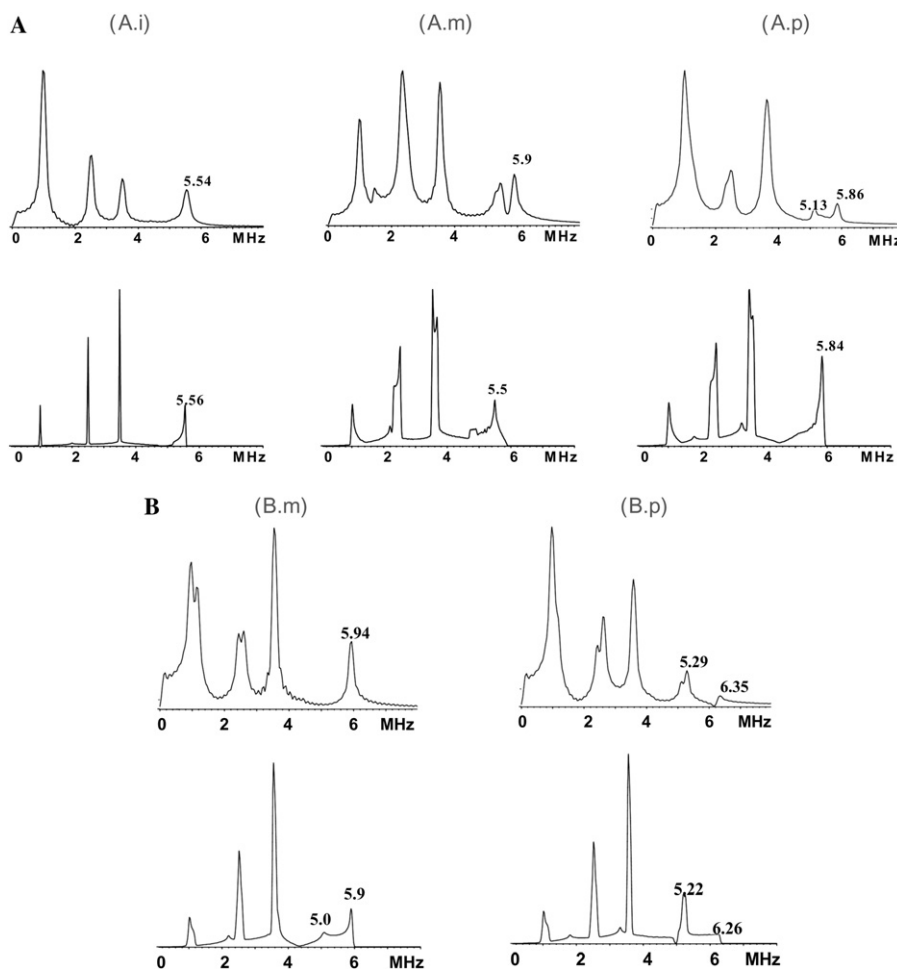 A (A.i) (A.m) (A.p)
5.54
0 2 4 6 MHz
5.9
0 2 4 6 MHz
5.13 5.86
0 2 4 6 MHz
5.56
0 2 4 6 MHz
5.5
0 2 4 6 MHz
5.84
0 2 4 6 MHz
B (B.m) (B.p)
5.94
0 2 4 6 MHz
5.29
6.35
0 2 4 6 MHz
5.0 5.9
0 2 4 6 MHz
5.22
6.26
0 2 4 6 MHz